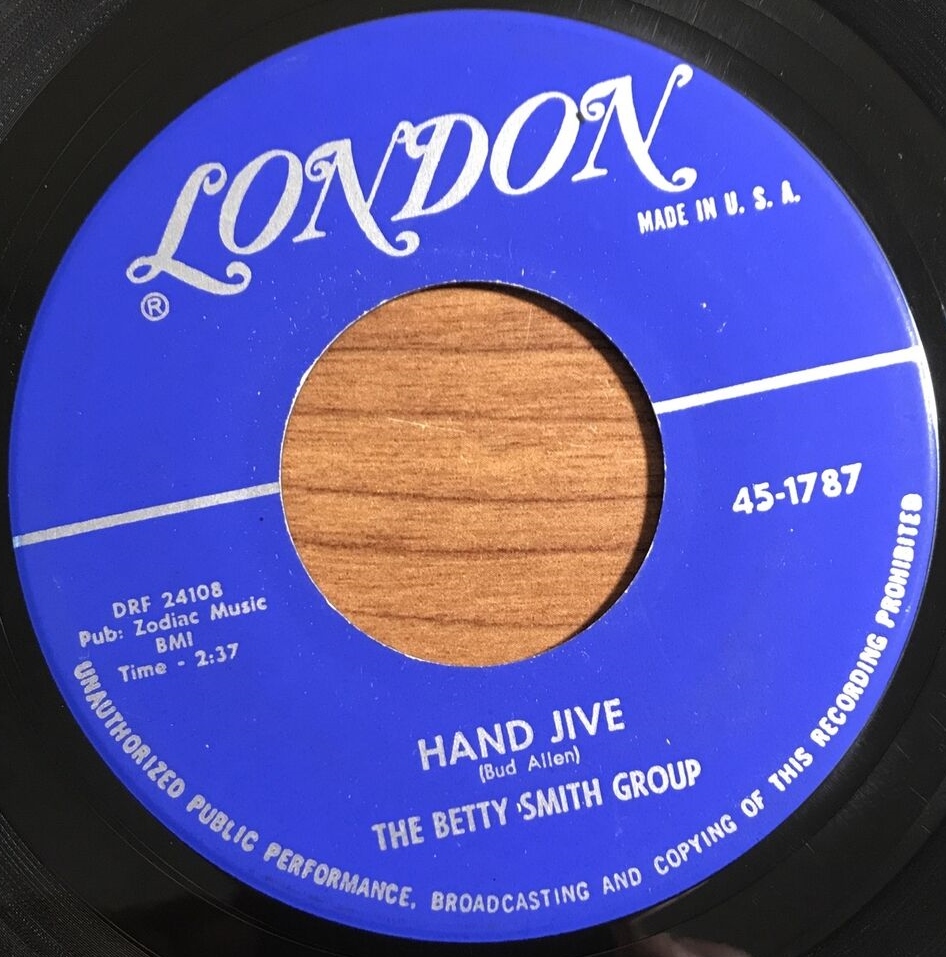 LONDON
®
MADE IN U. S. A.
45-1787
DRF 24108
Pub: Zodiac Music
BMI
Time - 2:37
HAND JIVE
(Bud Allen)
THE BETTY SMITH GROUP
UNAUTHORIZED PUBLIC PERFORMANCE, BROADCASTING AND COPYING OF THIS RECORDING PROHIBITED